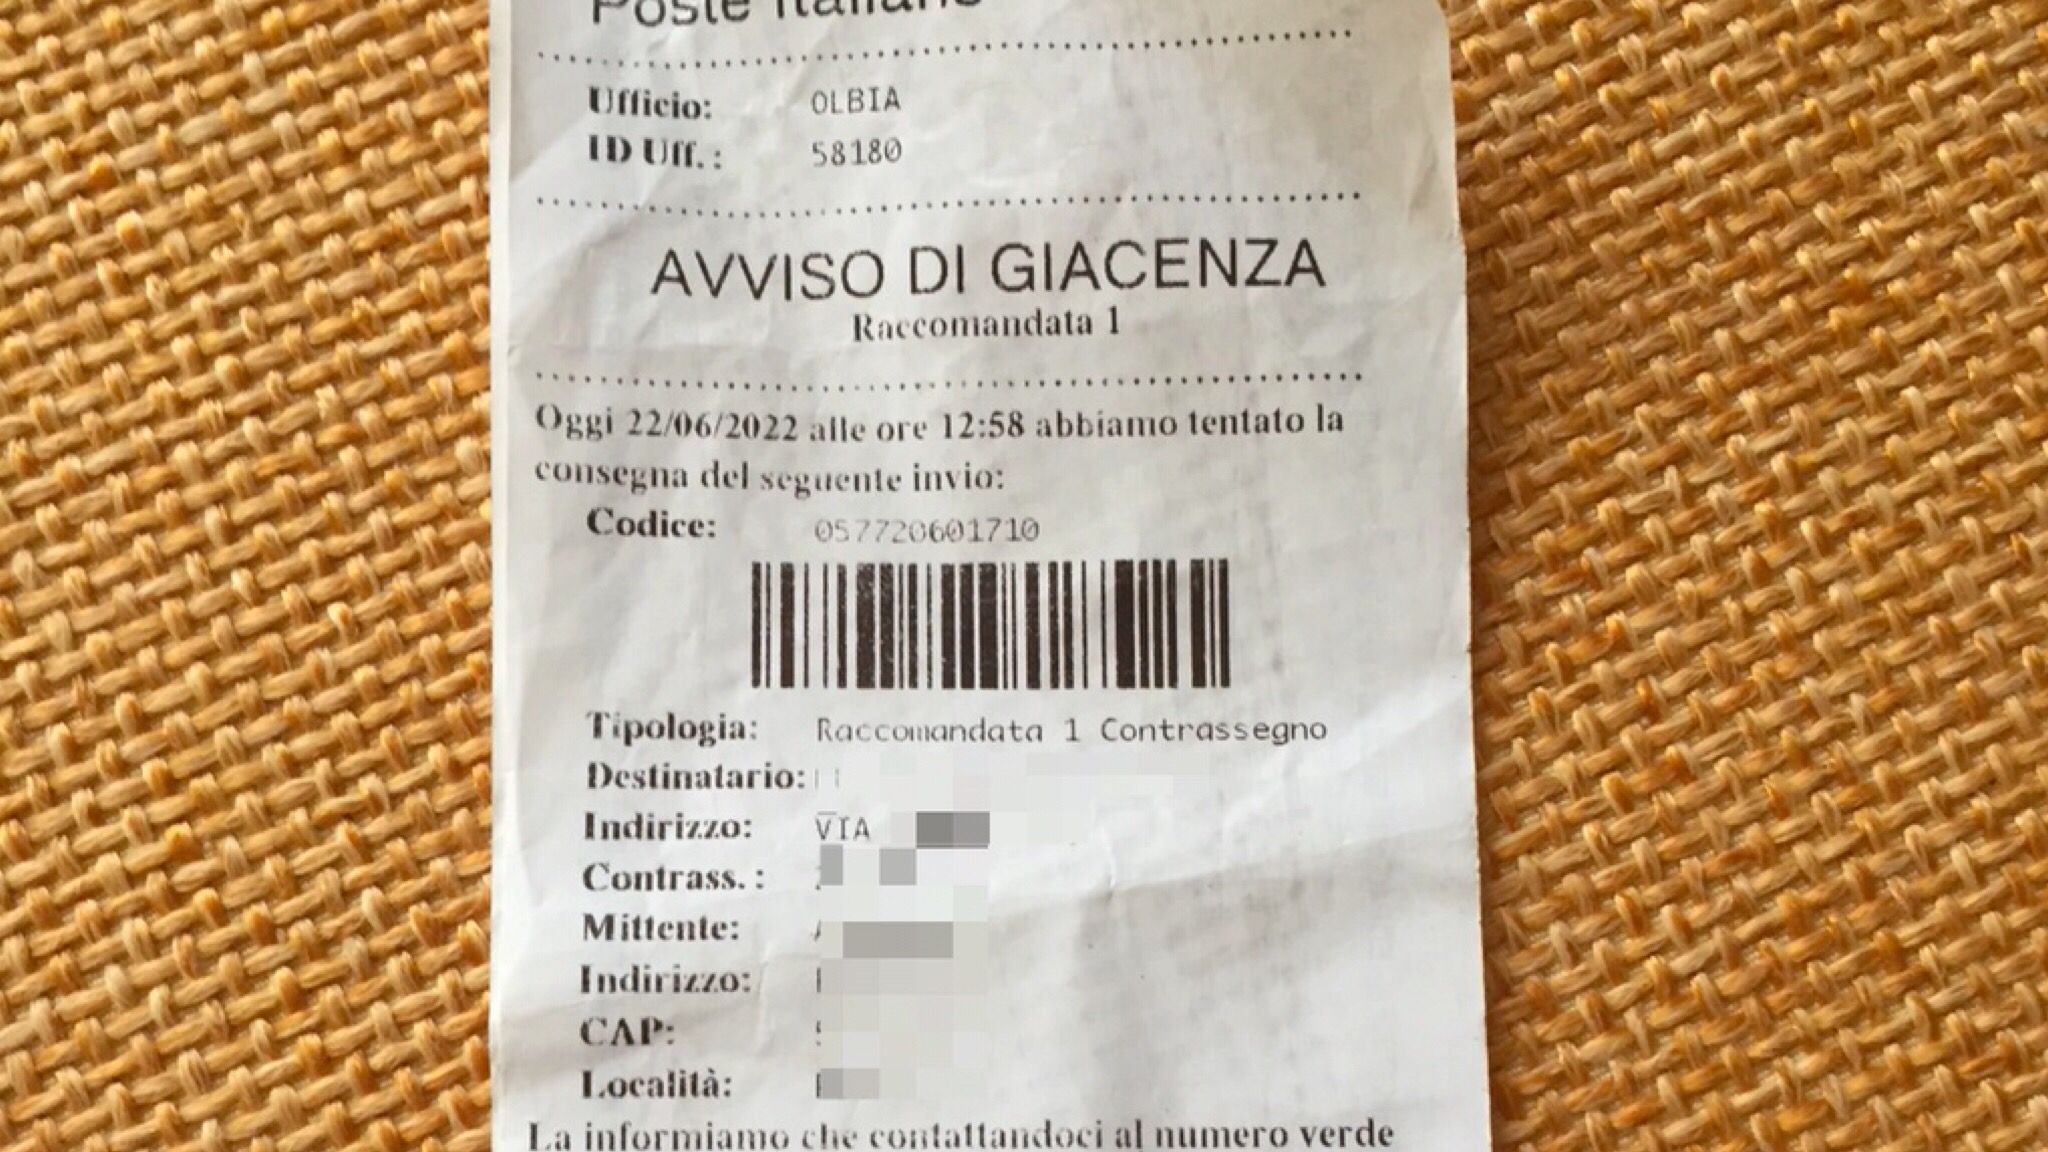 Poste Italiane
Ufficio: OLBIA
ID Uff. : 58180
AVVISO DI GIACENZA
Raccomandata 1
Oggi 22/06/2022 alle ore 12:58 abbiamo tentato la
consegna del seguente invio:
Codice: 057720601710
Tipologia: Raccomandata 1 Contrassegno
Destinatario:
Indirizzo: VIA
Contrass. :
Mittente:
Indirizzo:
CAP:
Località:
La informiamo che contattandoci al numero verde